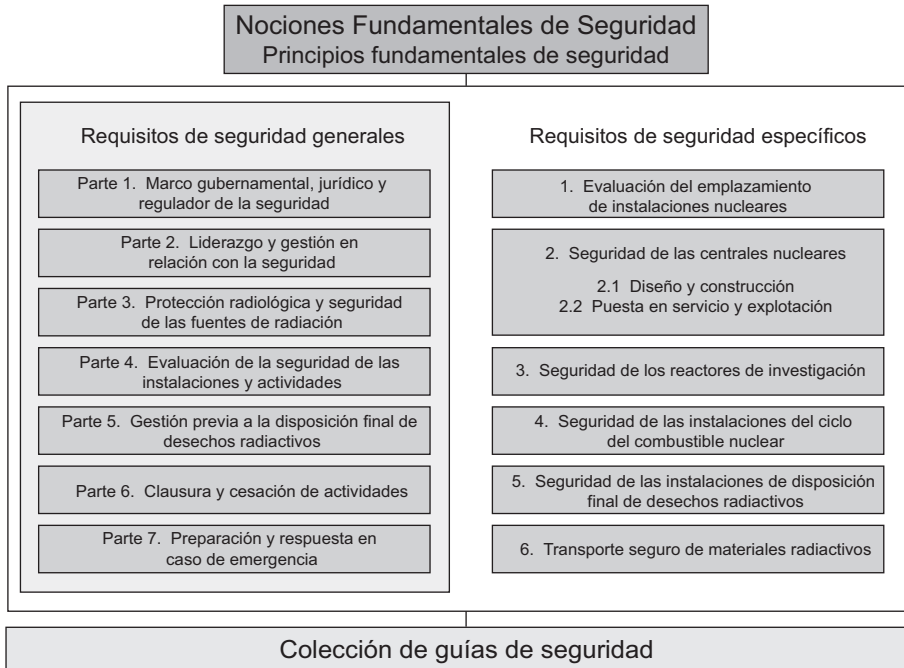 Nociones Fundamentales de Seguridad
Principios fundamentales de seguridad
Requisitos de seguridad generales
Parte 1. Marco gubernamental, jurídico y
regulador de la seguridad
Parte 2. Liderazgo y gestión en
relación con la seguridad
Parte 3. Protección radiológica y seguridad
de las fuentes de radiación
Parte 4. Evaluación de la seguridad de las
instalaciones y actividades
Parte 5. Gestión previa a la disposición final de
desechos radiactivos
Parte 6. Clausura y cesación de actividades
Parte 7. Preparación y respuesta en
caso de emergencia
Requisitos de seguridad específicos
1. Evaluación del emplazamiento
de instalaciones nucleares
2. Seguridad de las centrales nucleares
2.1 Diseño y construcción
2.2 Puesta en servicio y explotación
3. Seguridad de los reactores de investigación
4. Seguridad de las instalaciones del ciclo
del combustible nuclear
5. Seguridad de las instalaciones de disposición
final de desechos radiactivos
6. Transporte seguro de materiales radiactivos
Colección de guías de seguridad